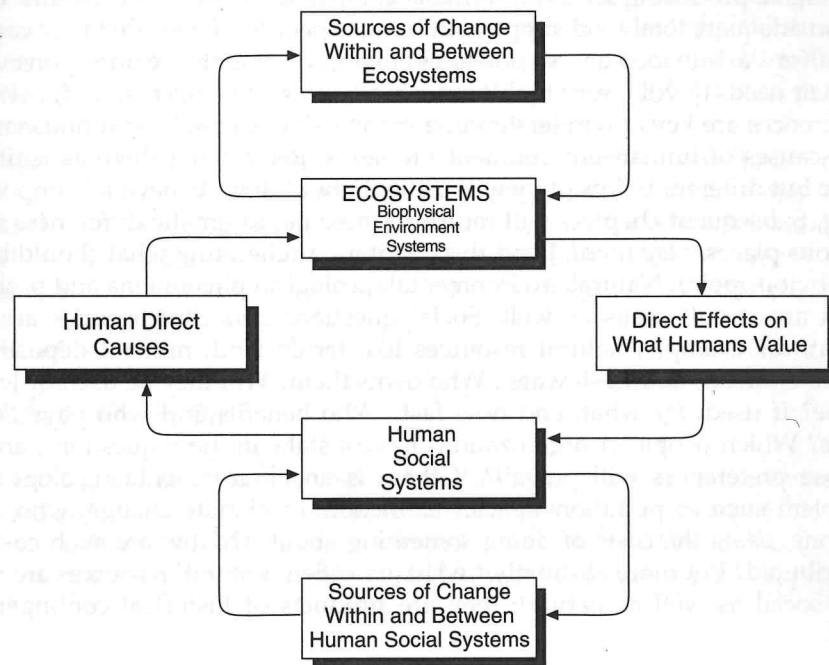 Sources of Change
Within and Between
Ecosystems
ECOSYSTEMS
Biophysical
Environment
Systems
Human Direct
Causes
Direct Effects on
What Humans Value
Human
Social
Systems
Sources of Change
Within and Between
Human Social Systems